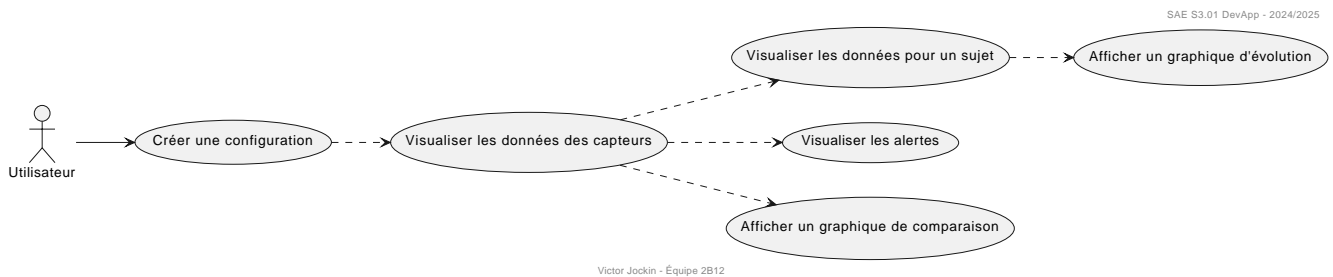 SAE S3.01 DevApp - 2024/2025
Visualiser les données pour un sujet
Afficher un graphique d'évolution
Utilisateur
Créer une configuration
Visualiser les données des capteurs
Visualiser les alertes
Afficher un graphique de comparaison
Victor Jockin - Équipe 2B12